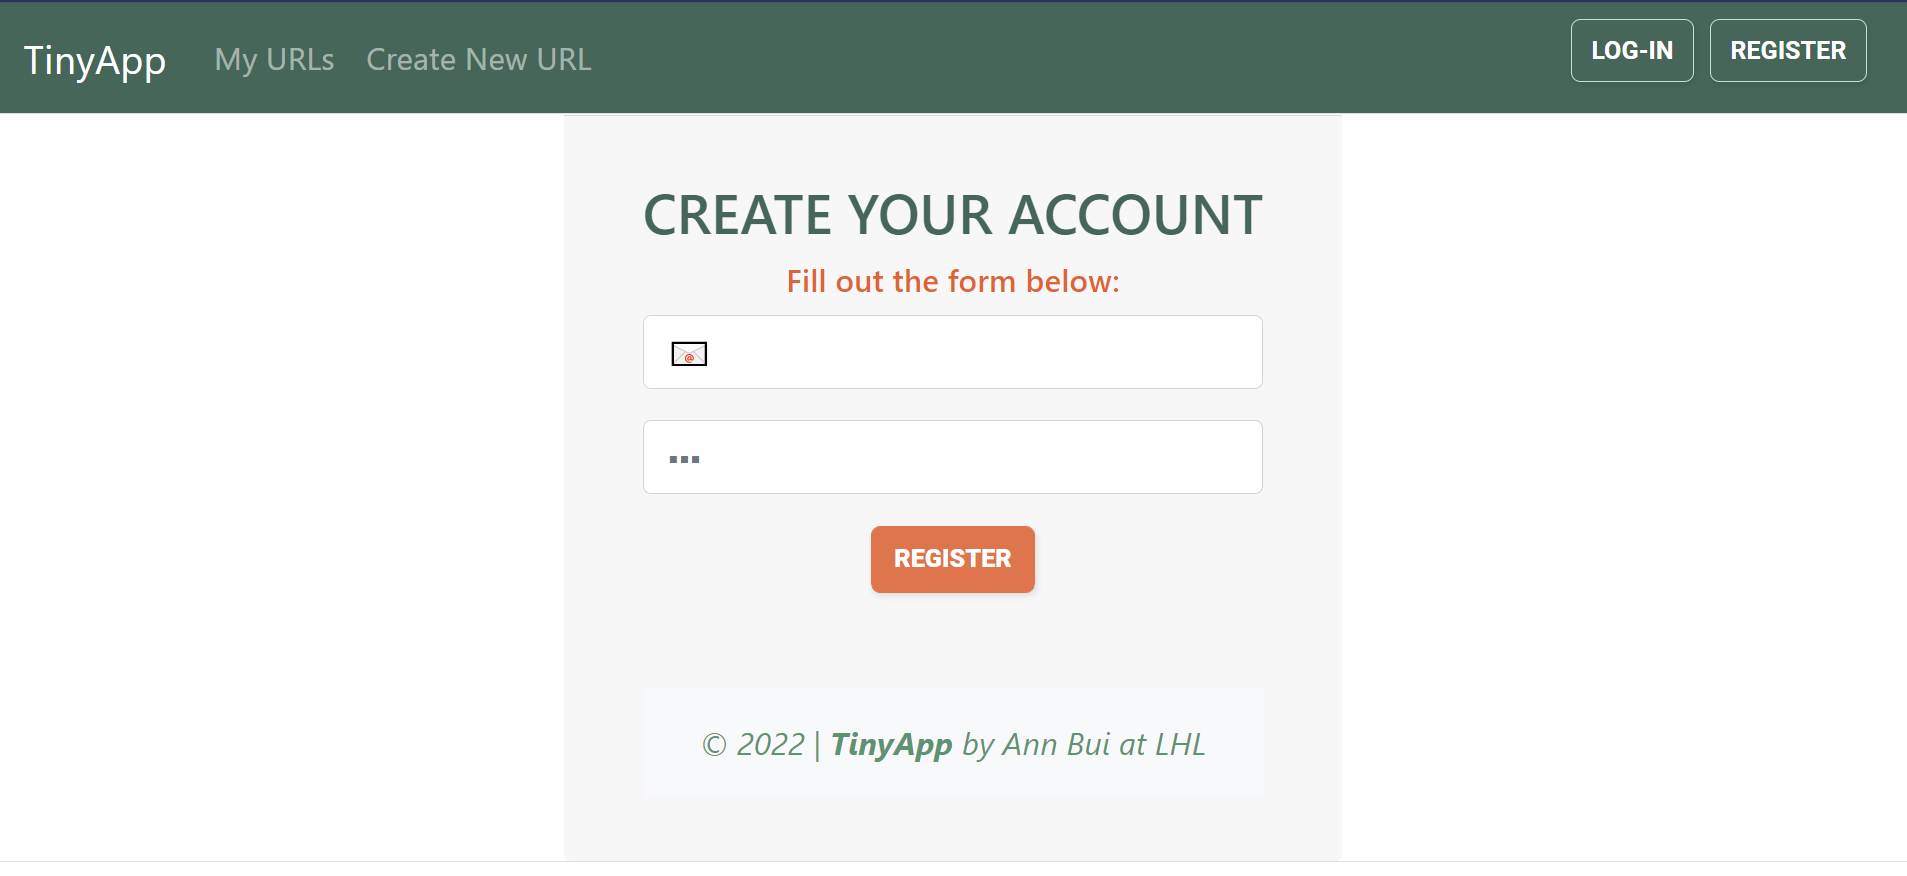 TinyApp My URLs Create New URL LOG-IN REGISTER
CREATE YOUR ACCOUNT
Fill out the form below:
REGISTER
© 2022 | TinyApp by Ann Bui at LHL